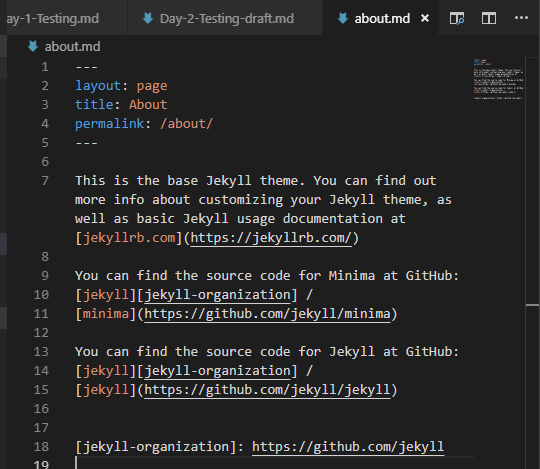 ay-1-Testing.md Day-2-Testing-draft.md about.md
about.md
1 ---
2 layout: page
3 title: About
4 permalink: /about/
5 ---
6
7 This is the base Jekyll theme. You can find out
more info about customizing your Jekyll theme, as
well as basic Jekyll usage documentation at
[jekyllrb.com](https://jekyllrb.com/)
8
9 You can find the source code for Minima at GitHub:
10 [jekyll][jekyll-organization] /
11 [minima](https://github.com/jekyll/minima)
12
13 You can find the source code for Jekyll at GitHub:
14 [jekyll][jekyll-organization] /
15 [jekyll](https://github.com/jekyll/jekyll)
16
17
18 [jekyll-organization]: https://github.com/jekyll
19